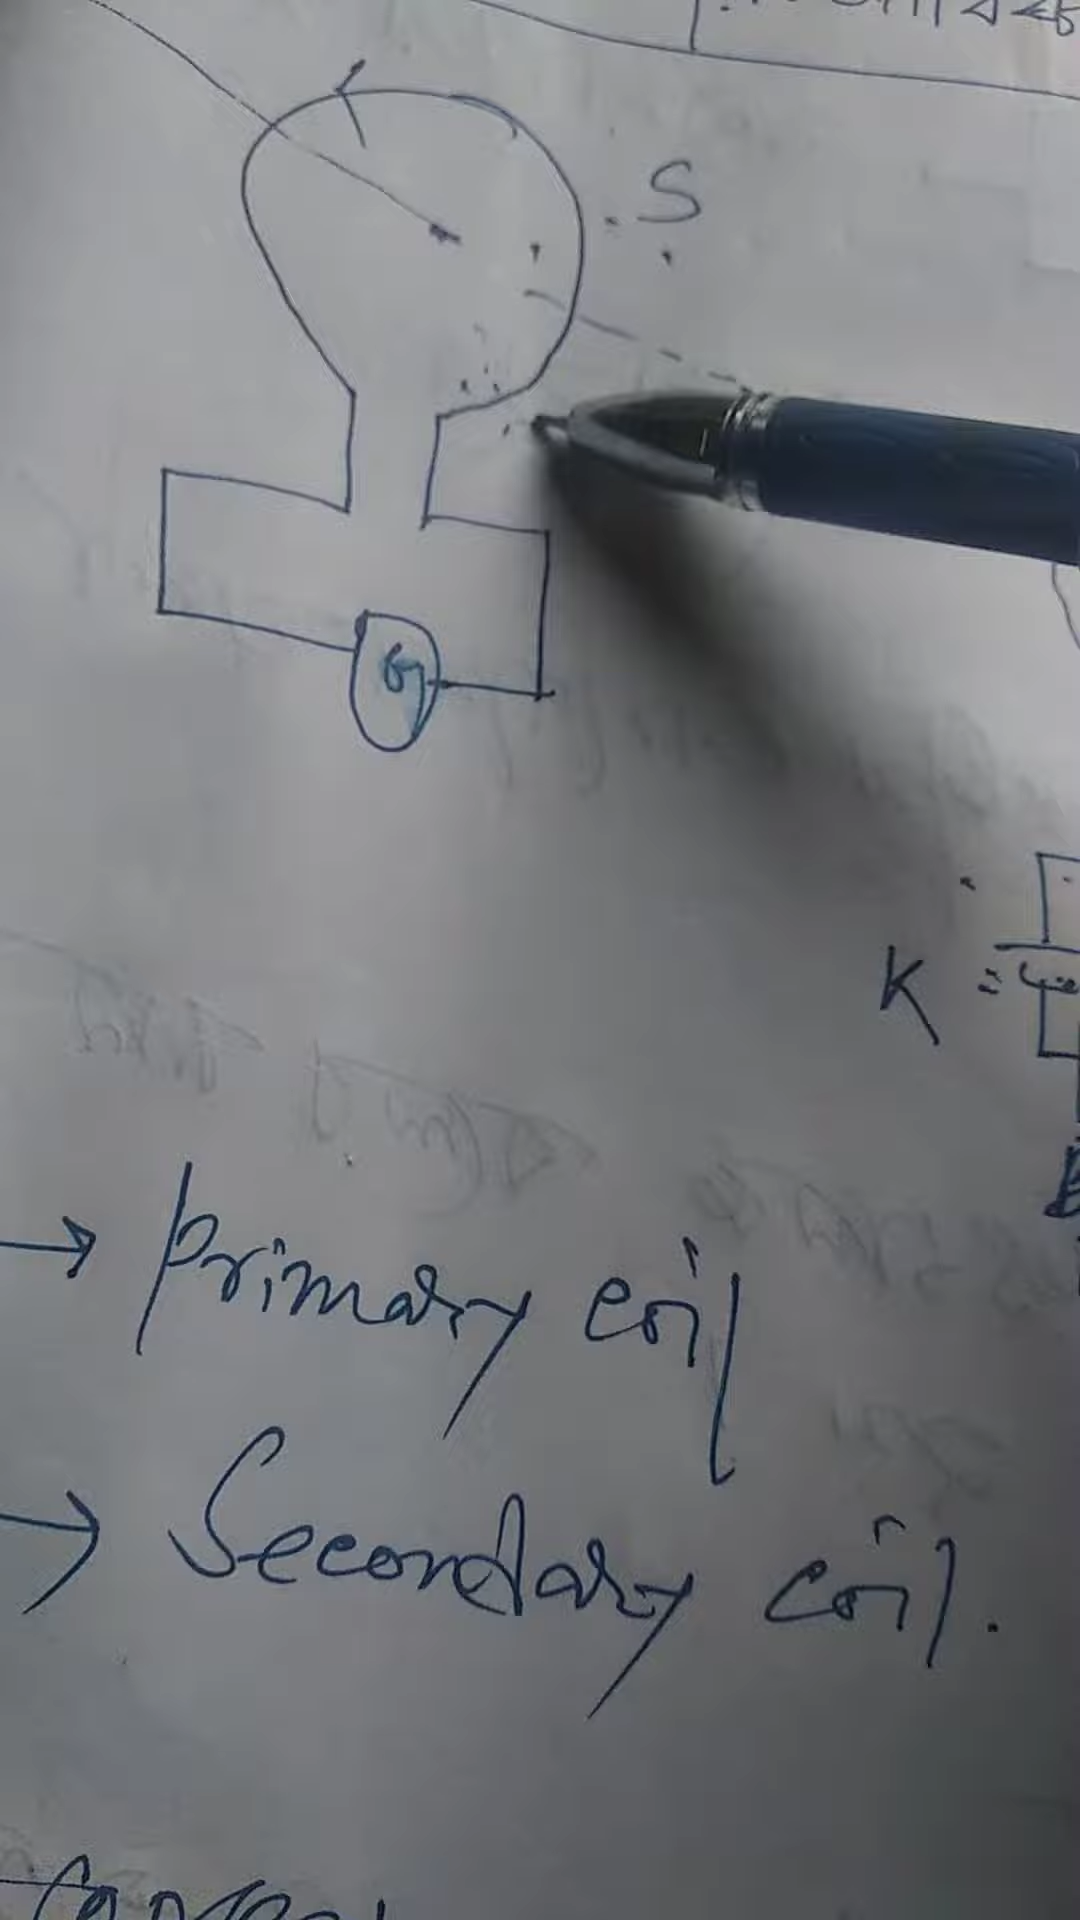 S
G
K =
→ Primary coil
→ Secondary coil.